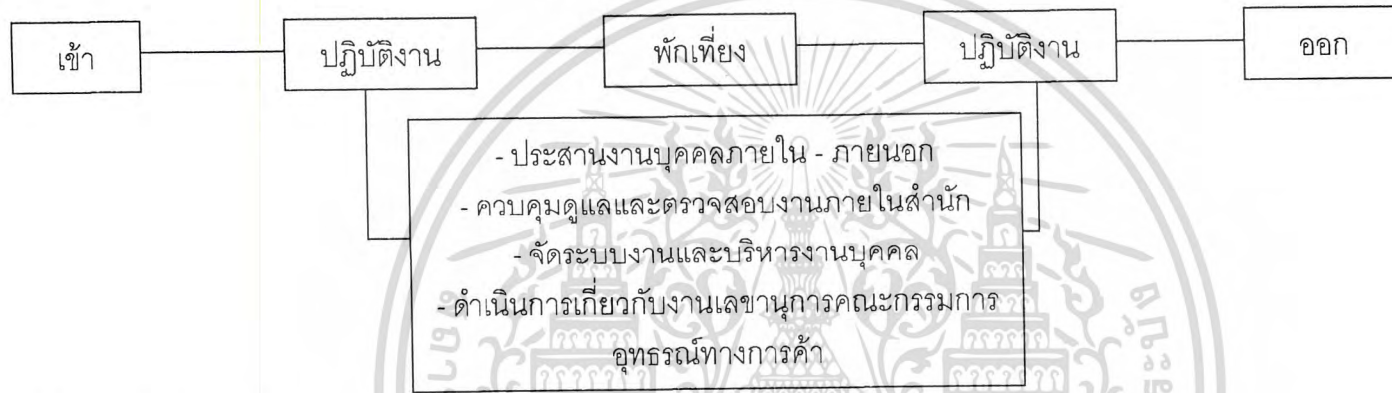 เข้า
ปฏิบัติงาน
พักเที่ยง
ปฏิบัติงาน
ออก
- ประสานงานบุคคลภายใน - ภายนอก
- ควบคุมดูแลและตรวจสอบงานภายในสำนัก
- จัดระบบงานและบริหารงานบุคคล
- ดำเนินการเกี่ยวกับงานเลขานุการคณะกรรมการ
อุทธรณ์ทางการค้า